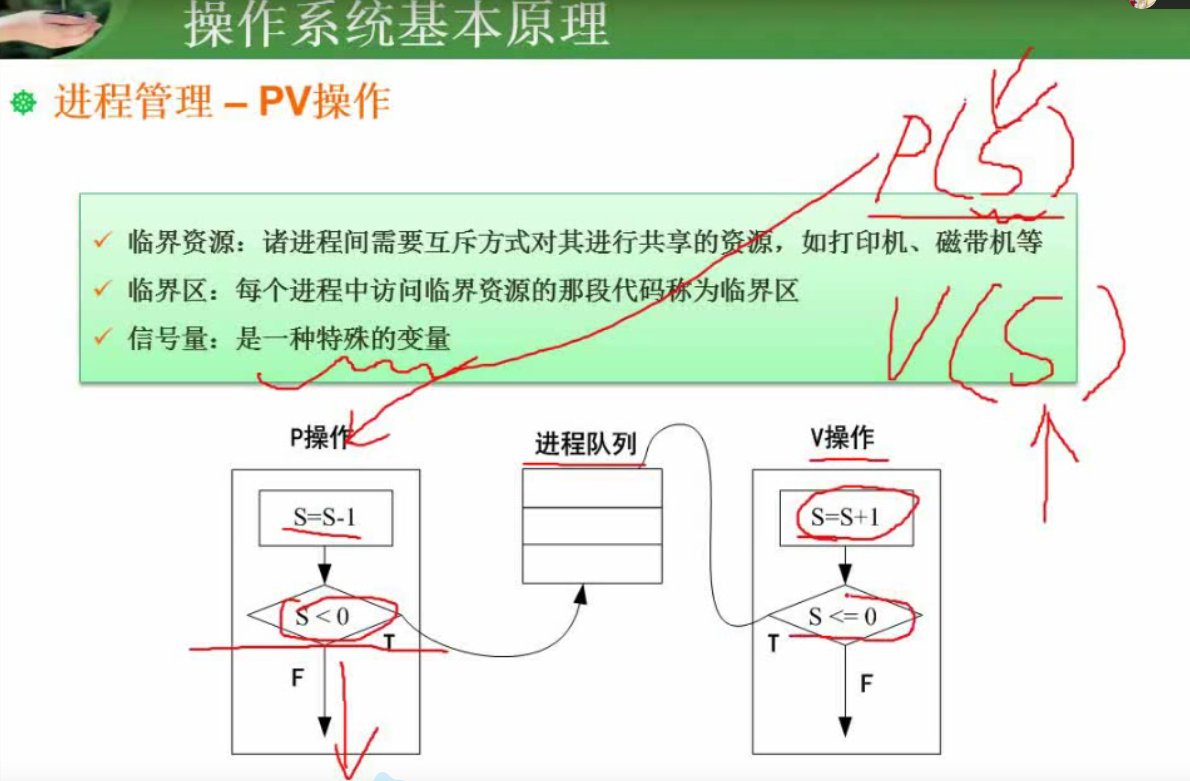 操作系统基本原理
进程管理 – PV操作
P(S)
临界资源：诸进程间需要互斥方式对其进行共享的资源，如打印机、磁带机等
临界区：每个进程中访问临界资源的那段代码称为临界区
信号量：是一种特殊的变量
V(S)
P操作
进程队列
V操作
S=S-1
S=S+1
S < 0
S <= 0
T
T
F
F